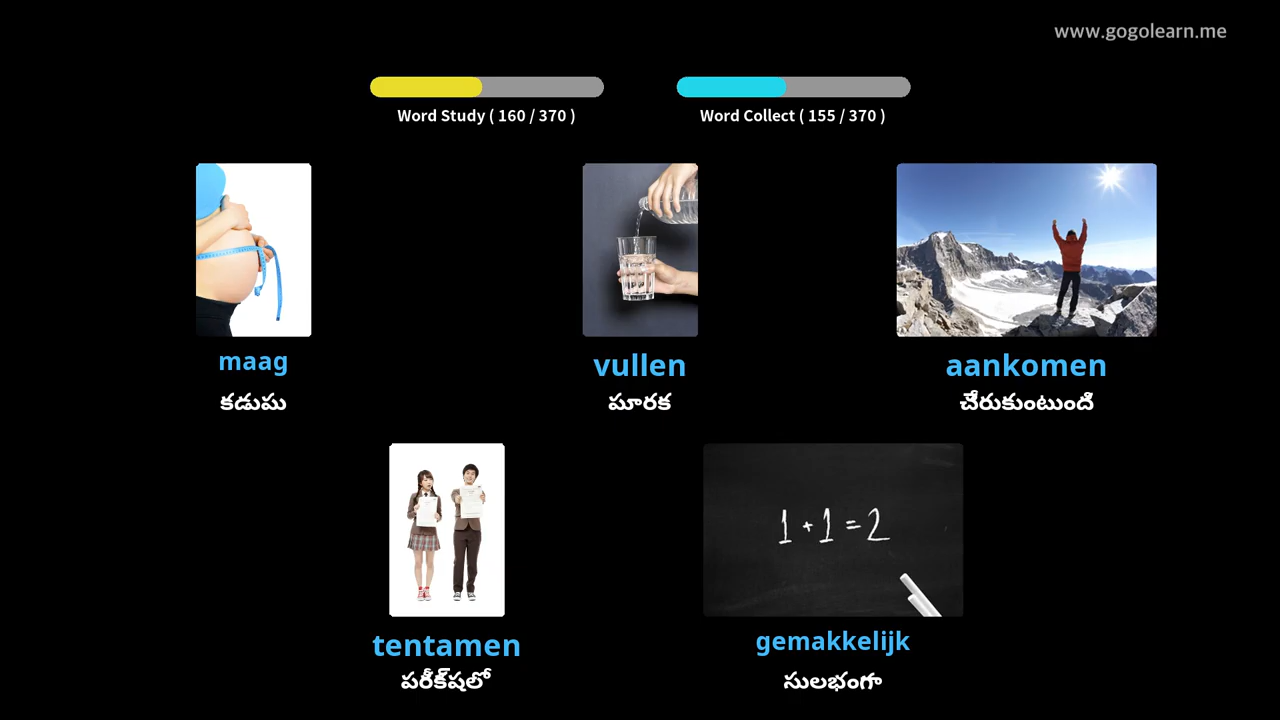 www.gogolearn.me
Word Study ( 160 / 370 )
Word Collect ( 155 / 370 )
maag
vullen
aankomen
కడుపు
పూరక
చేరుకుంటుంది
1 + 1 = 2
tentamen
gemakkelijk
పరీక్షలో
సులభంగా